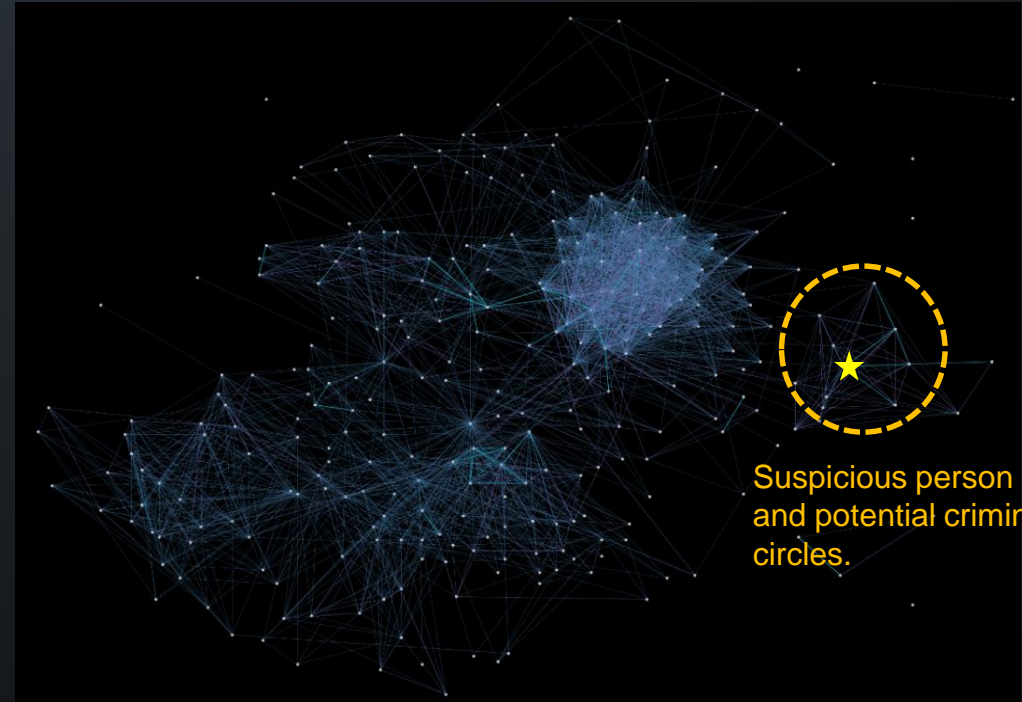 Suspicious person
and potential crimin
circles.